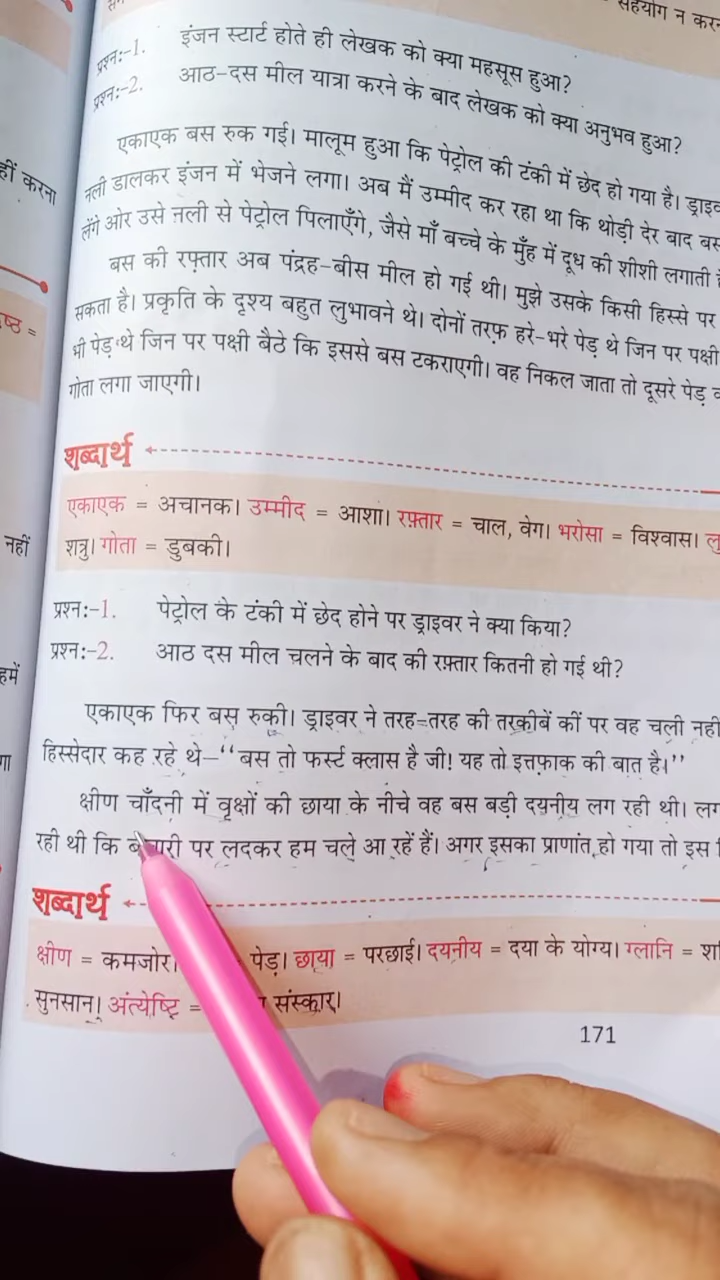 सहयोग न कर
प्रश्न:-1. इंजन स्टार्ट होते ही लेखक को क्या महसूस हुआ?
प्रश्न:-2. आठ-दस मील यात्रा करने के बाद लेखक को क्या अनुभव हुआ?
हीं करना
एकाएक बस रुक गई। मालूम हुआ कि पेट्रोल की टंकी में छेद हो गया है।
नली डालकर इंजन में भेजने लगा। अब मैं उम्मीद कर रहा था कि थोड़ी देर बाद बस
लेंगे ओर उसे नली से पेट्रोल पिलाएँगे, जैसे माँ बच्चे के मुँह में दूध की शीशी लगाती
बस की रफ़्तार अब पंद्रह-बीस मील हो गई थी। मुझे उसके किसी हिस्से पर
सकता है। प्रकृति के दृश्य बहुत लुभावने थे। दोनों तरफ़ हरे-भरे पेड़ थे जिन पर पक्षी
भी पेड़ थे जिन पर पक्षी बैठे कि इससे बस टकराएगी। वह निकल जाता तो दूसरे पेड़
गोता लगा जाएगी।
शब्दार्थ
एकाएक = अचानक। उम्मीद = आशा। रफ़्तार = चाल, वेग। भरोसा = विश्वास।
शत्रु। गोता = डुबकी।
नहीं
प्रश्न:-1. पेट्रोल के टंकी में छेद होने पर ड्राइवर ने क्या किया?
प्रश्न:-2. आठ दस मील चलने के बाद की रफ़्तार कितनी हो गई थी?
हमें
एकाएक फिर बस रुकी। ड्राइवर ने तरह=तरह की तरक़ीबें कीं पर वह चली नही
हिस्सेदार कह रहे थे–“बस तो फर्स्ट क्लास है जी! यह तो इत्तफ़ाक की बात है।”
क्षीण चाँदनी में वृक्षों की छाया के नीचे वह बस बड़ी दयनीय लग रही थी। लग
रही थी कि पर लदकर हम चले आ रहें हैं। अगर इसका प्राणांत हो गया तो इस
शब्दार्थ
क्षीण = कमजोर। पेड़। छाया = परछाई। दयनीय = दया के योग्य। ग्लानि =
सुनसान। अंत्येष्टि = संस्कार।
171